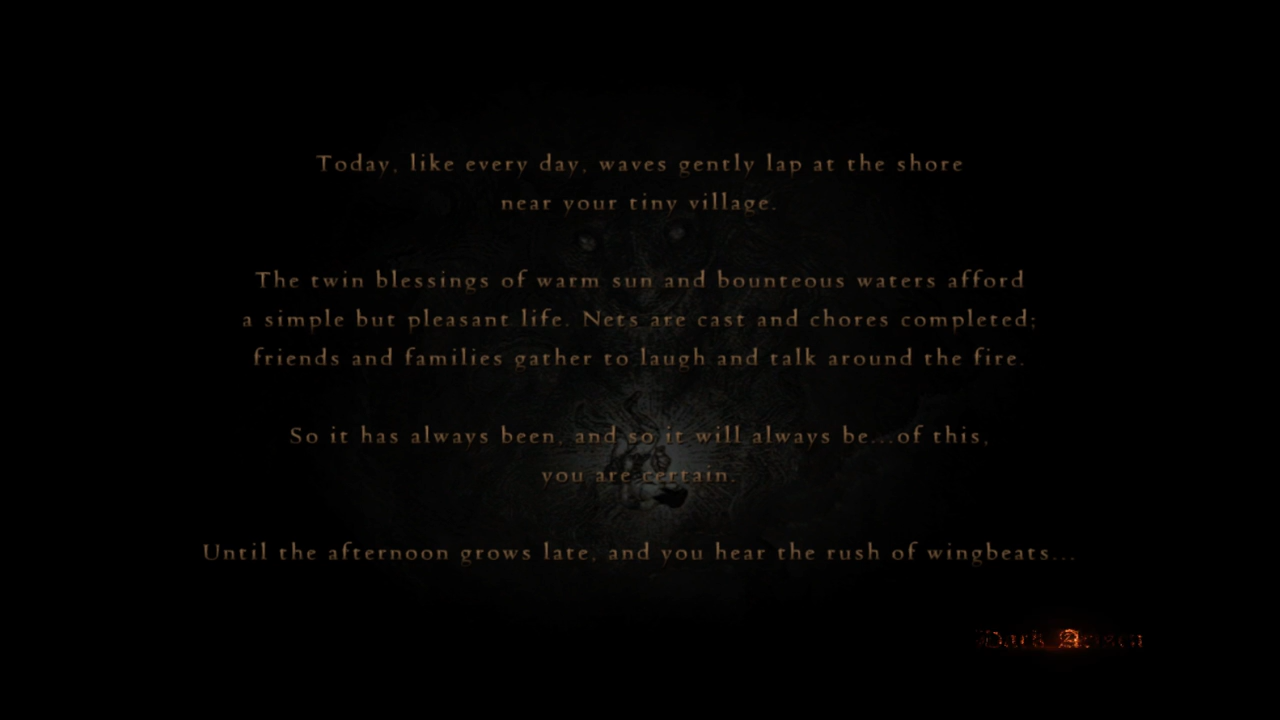 Today, like every day, waves gently lap at the shore
near your tiny village.
The twin blessings of warm sun and bounteous waters afford
a simple but pleasant life. Nets are cast and chores completed;
friends and families gather to laugh and talk around the fire.
So it has always been, and so it will always be...of this,
you are certain.
Until the afternoon grows late, and you hear the rush of wingbeats...
Dark Arisen